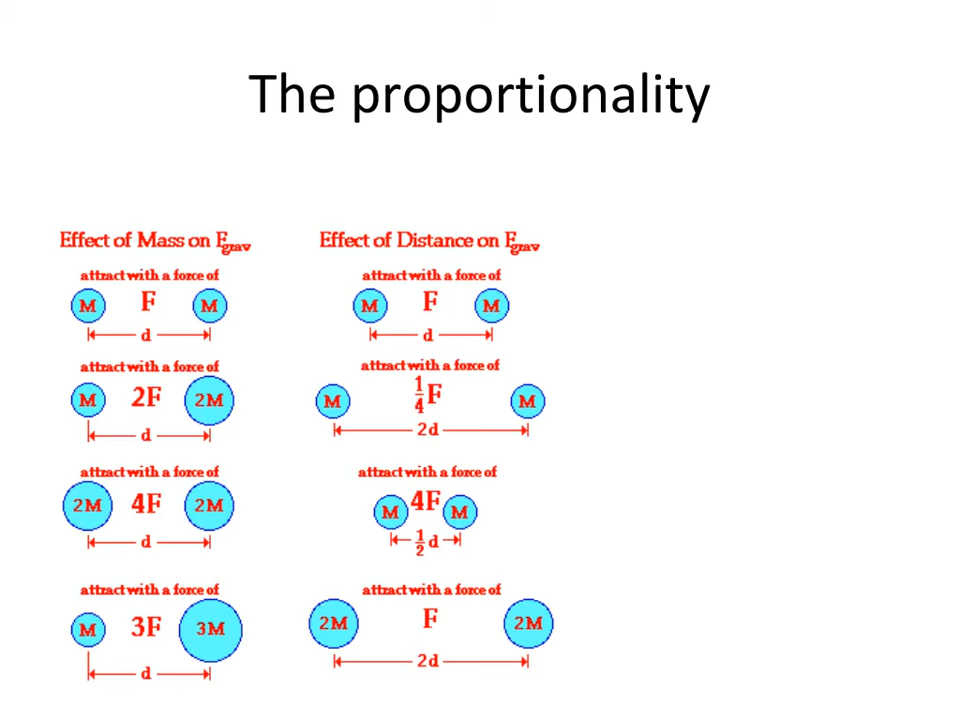 The proportionality
Effect of Mass on Fgrav
attract with a force of
M F M
d
attract with a force of
M 2F 2M
d
attract with a force of
2M 4F 2M
d
attract with a force of
M 3F 3M
d
Effect of Distance on Fgrav
attract with a force of
M F M
d
attract with a force of
M 1/4 F M
2d
attract with a force of
M 4F M
1/2 d
attract with a force of
2M F 2M
2d